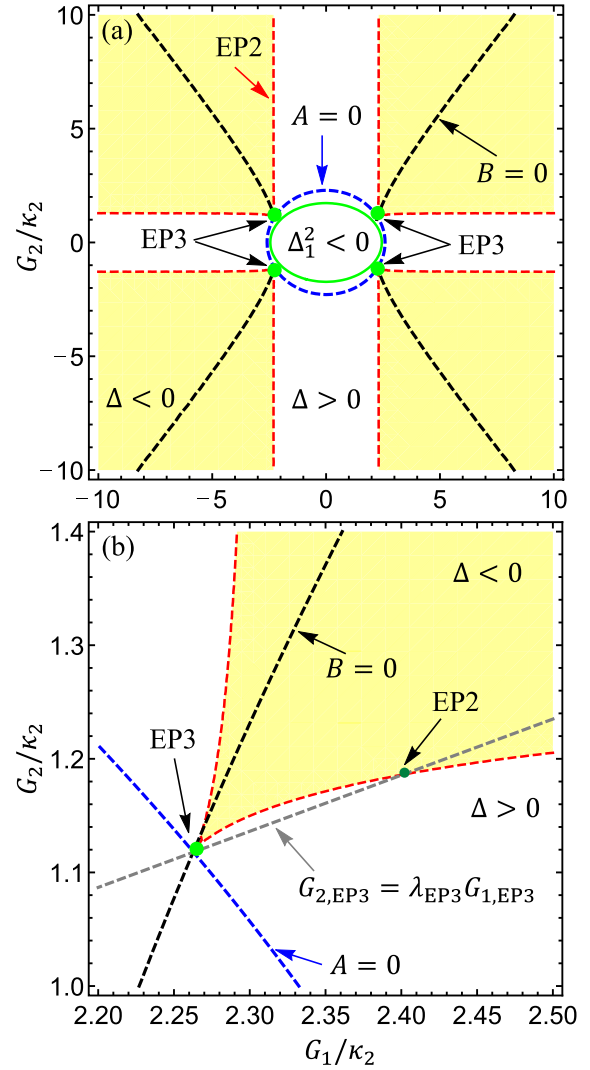 (a)
EP2
A = 0
B = 0
EP3
Δ₁² < 0
EP3
Δ < 0
Δ > 0
G₂/κ₂
10
5
0
−5
−10
−10
−5
0
5
10
(b)
Δ < 0
B = 0
EP2
EP3
Δ > 0
G₂,EP3 = λEP3G₁,EP3
A = 0
G₂/κ₂
1.4
1.3
1.2
1.1
1.0
2.20
2.25
2.30
2.35
2.40
2.45
2.50
G₁/κ₂